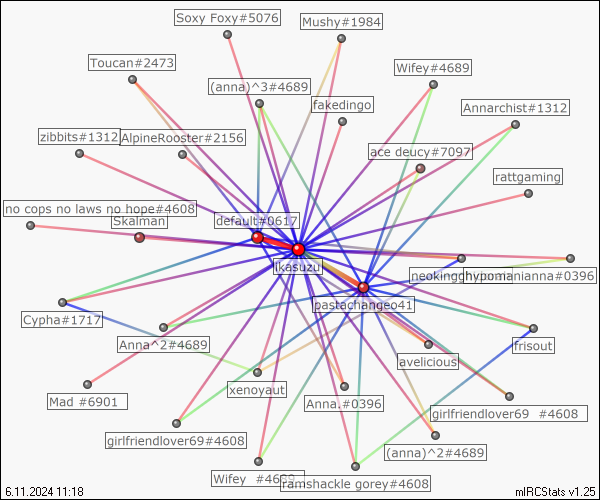 Soxy Foxy#5076
Mushy#1984
Toucan#2473
Wifey#4689
(anna)^3#4689
fakedingo
Annarchist#1312
zibbits#1312
AlpineRooster#2156
ace deucy#7097
rattgaming
no cops no laws no hope#4608
Skalman
default#0617
ikasuzu
hypomanianna#0396
pastachangeo41
Cypha#1717
Anna^2#4689
frisout
avelicious
xenoyaut
Mad #6901
Anna.#0396
girlfriendlover69 #4608
girlfriendlover69#4608
(anna)^2#4689
Wifey #4689
ramshackle gorey#4608
6.11.2024 11:18
mIRCStats v1.25